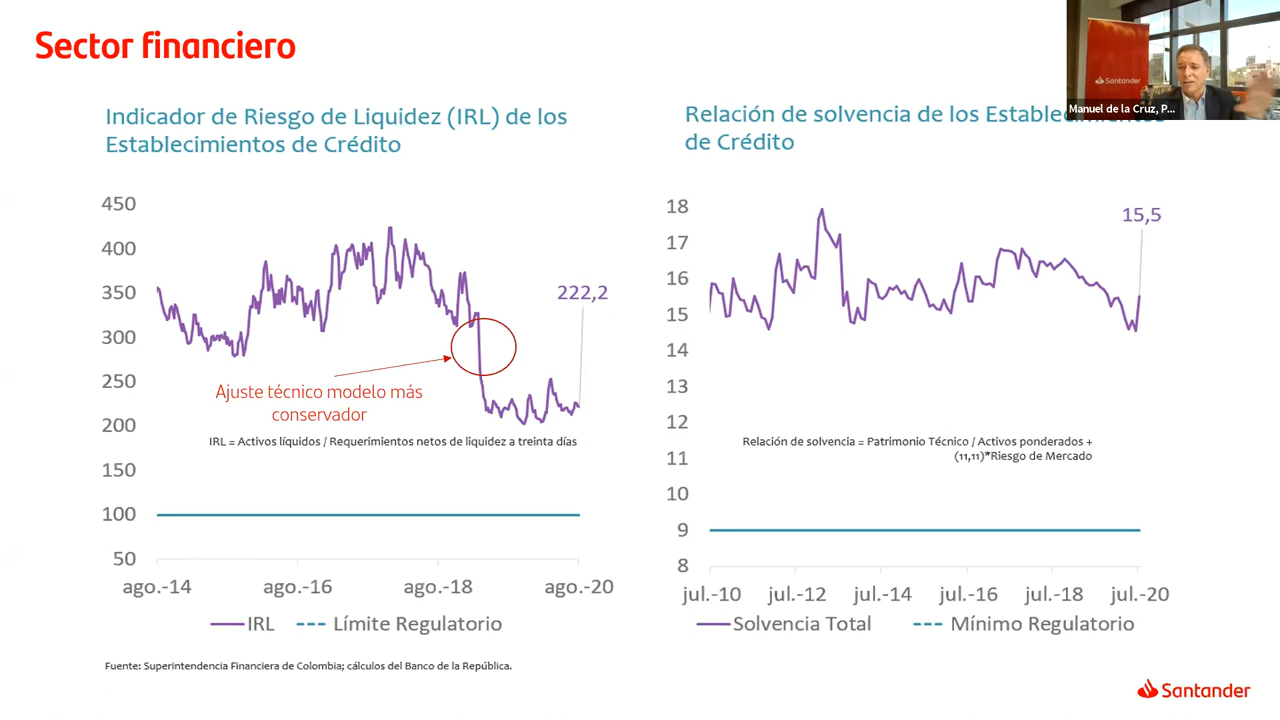 Sector financiero
Santander
Manuel de la Cruz, P...
Indicador de Riesgo de Liquidez (IRL) de los
Establecimientos de Crédito
450
400
350
300
250
200
150
100
50
222,2
Ajuste técnico modelo más
conservador
IRL = Activos líquidos / Requerimientos netos de liquidez a treinta días
ago.-14
ago.-16
ago.-18
ago.-20
IRL
Límite Regulatorio
Relación de solvencia de los Establecimientos
de Crédito
18
17
16
15
14
13
12
11
10
9
8
15,5
Relación de solvencia = Patrimonio Técnico / Activos ponderados +
(11,11)*Riesgo de Mercado
jul.-10
jul.-12
jul.-14
jul.-16
jul.-18
jul.-20
Solvencia Total
Mínimo Regulatorio
Fuente: Superintendencia Financiera de Colombia; cálculos del Banco de la República.
Santander